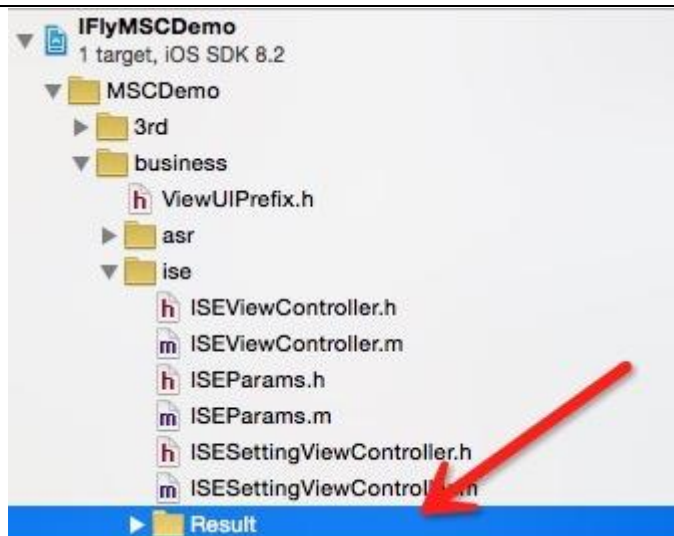 IFlyMSCDemo
1 target, iOS SDK 8.2
MSCDemo
3rd
business
h ViewUIPrefix.h
asr
ise
h ISEViewController.h
m ISEViewController.m
h ISEParams.h
m ISEParams.m
h ISESettingViewController.h
m ISESettingViewController.m
Result